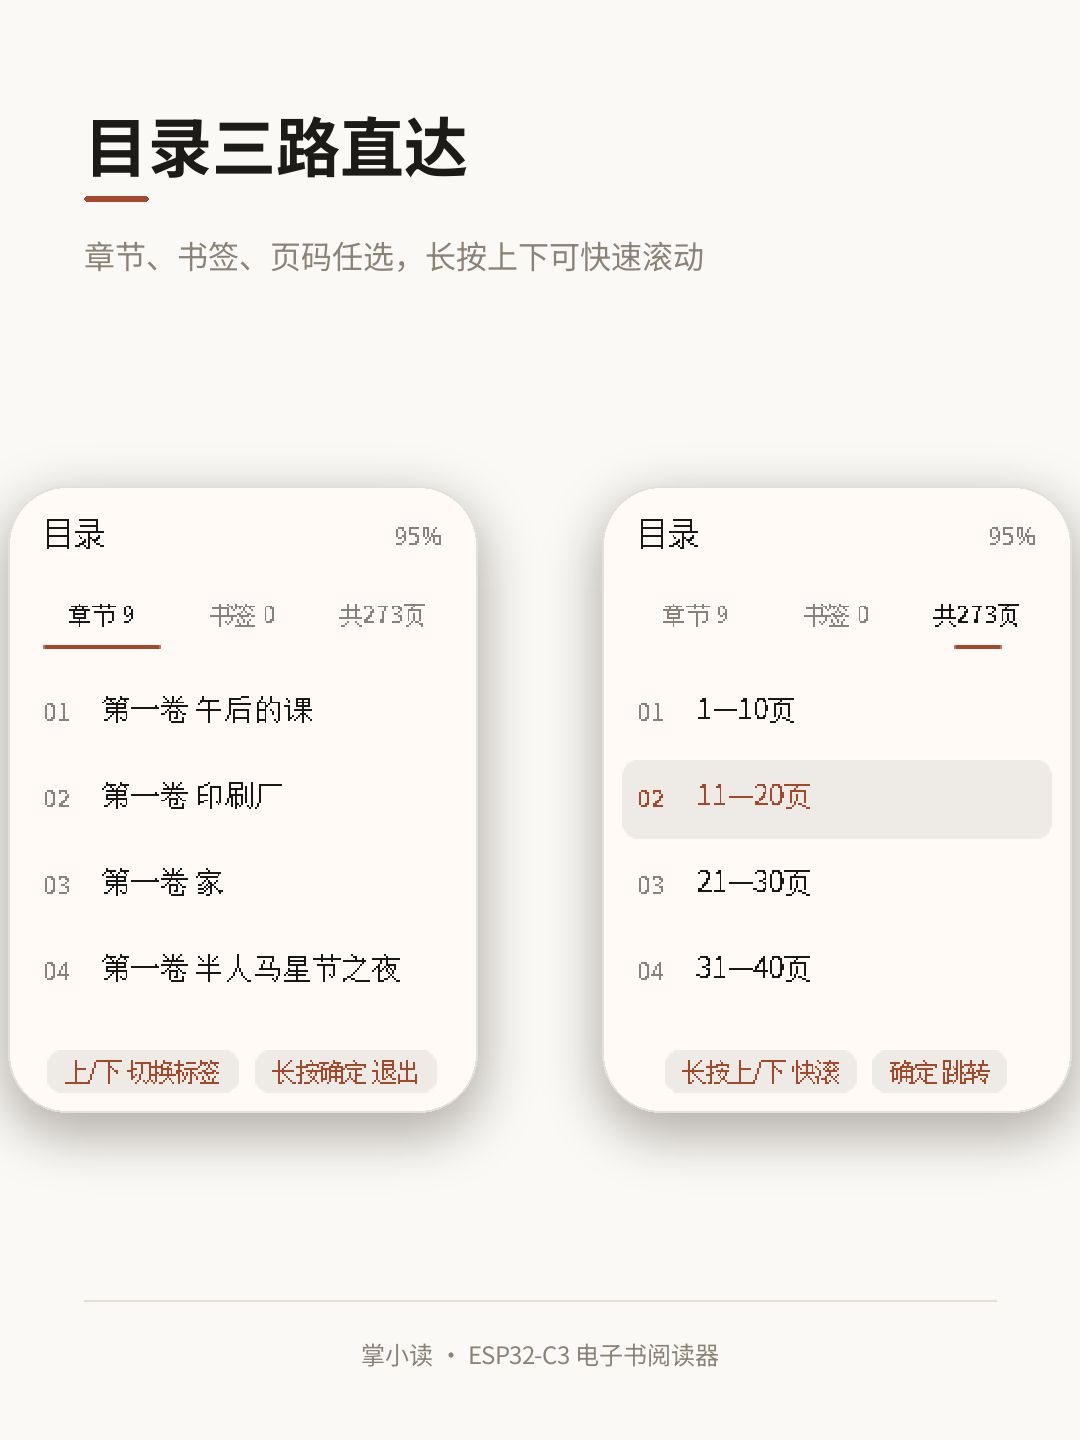 目录三路直达
章节、书签、页码任选，长按上下可快速滚动
目录
95%
章节 9
书签 0
共273页
01 第一卷 午后的课
02 第一卷 印刷厂
03 第一卷 家
04 第一卷 半人马星节之夜
上/下 切换标签
长按确定 退出
目录
95%
章节 9
书签 0
共273页
01 1—10页
02 11—20页
03 21—30页
04 31—40页
长按上/下 快滚
确定 跳转
掌小读 · ESP32-C3 电子书阅读器